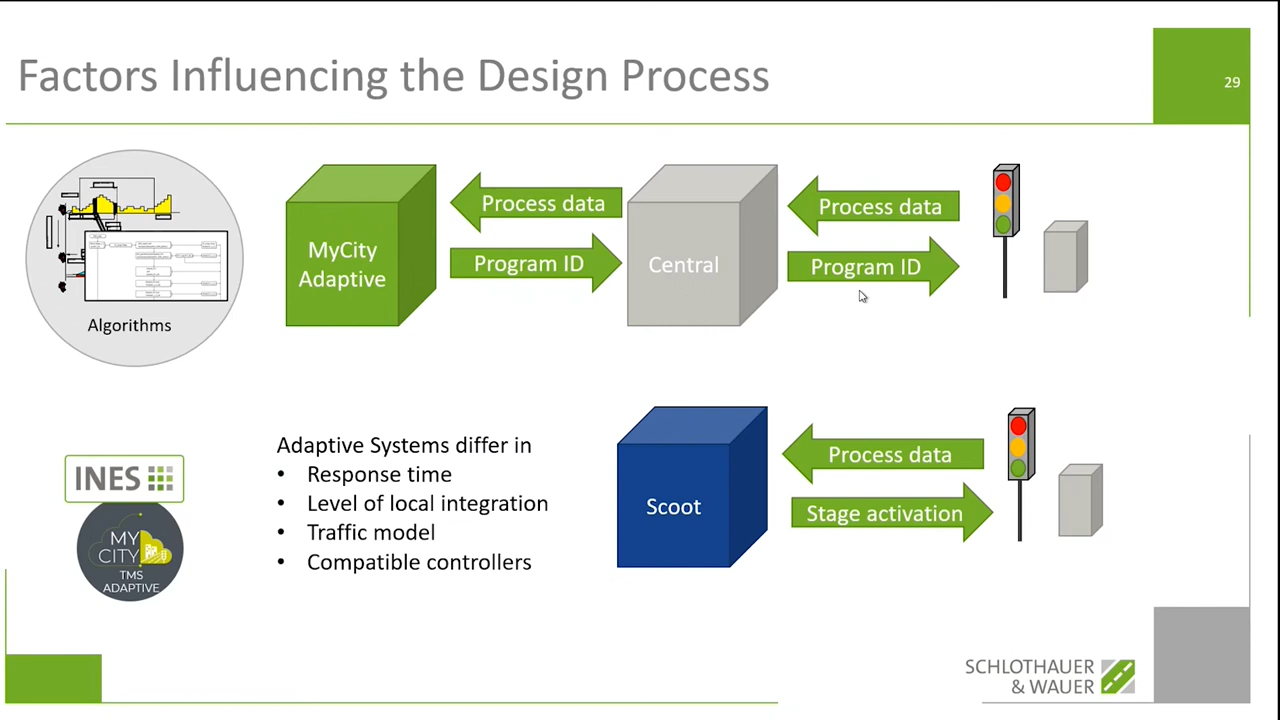 Factors Influencing the Design Process
29
Algorithms
MyCity
Adaptive
Process data
Program ID
Central
Process data
Program ID
INES
MY
CITY
TMS
ADAPTIVE
Adaptive Systems differ in
• Response time
• Level of local integration
• Traffic model
• Compatible controllers
Scoot
Process data
Stage activation
SCHLOTHAUER
& WAUER